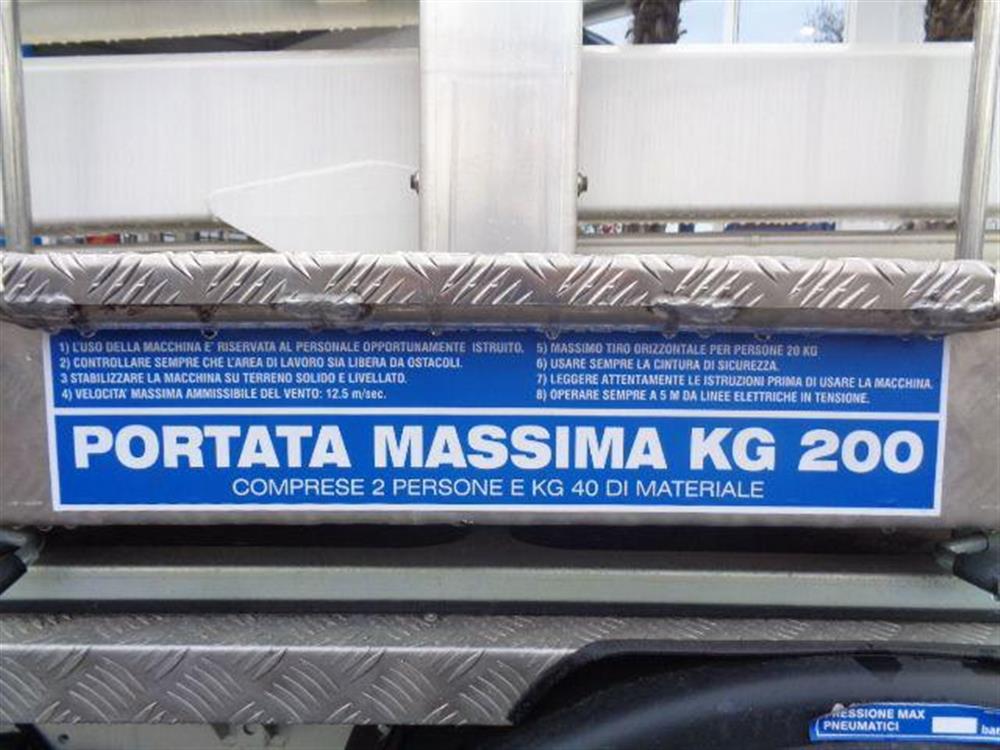 1) L'USO DELLA MACCHINA E' RISERVATA AL PERSONALE OPPORTUNAMENTE ISTRUITO.
2) CONTROLLARE SEMPRE CHE L'AREA DI LAVORO SIA LIBERA DA OSTACOLI.
3 STABILIZZARE LA MACCHINA SU TERRENO SOLIDO E LIVELLATO.
4) VELOCITA' MASSIMA AMMISSIBILE DEL VENTO: 12.5 m/sec.
5) MASSIMO TIRO ORIZZONTALE PER PERSONE 20 KG
6) USARE SEMPRE LA CINTURA DI SICUREZZA.
7) LEGGERE ATTENTAMENTE LE ISTRUZIONI PRIMA DI USARE LA MACCHINA.
8) OPERARE SEMPRE A 5 M DA LINEE ELETTRICHE IN TENSIONE.
PORTATA MASSIMA KG 200
COMPRESE 2 PERSONE E KG 40 DI MATERIALE
PRESSIONE MAX
PNEUMATICI bar